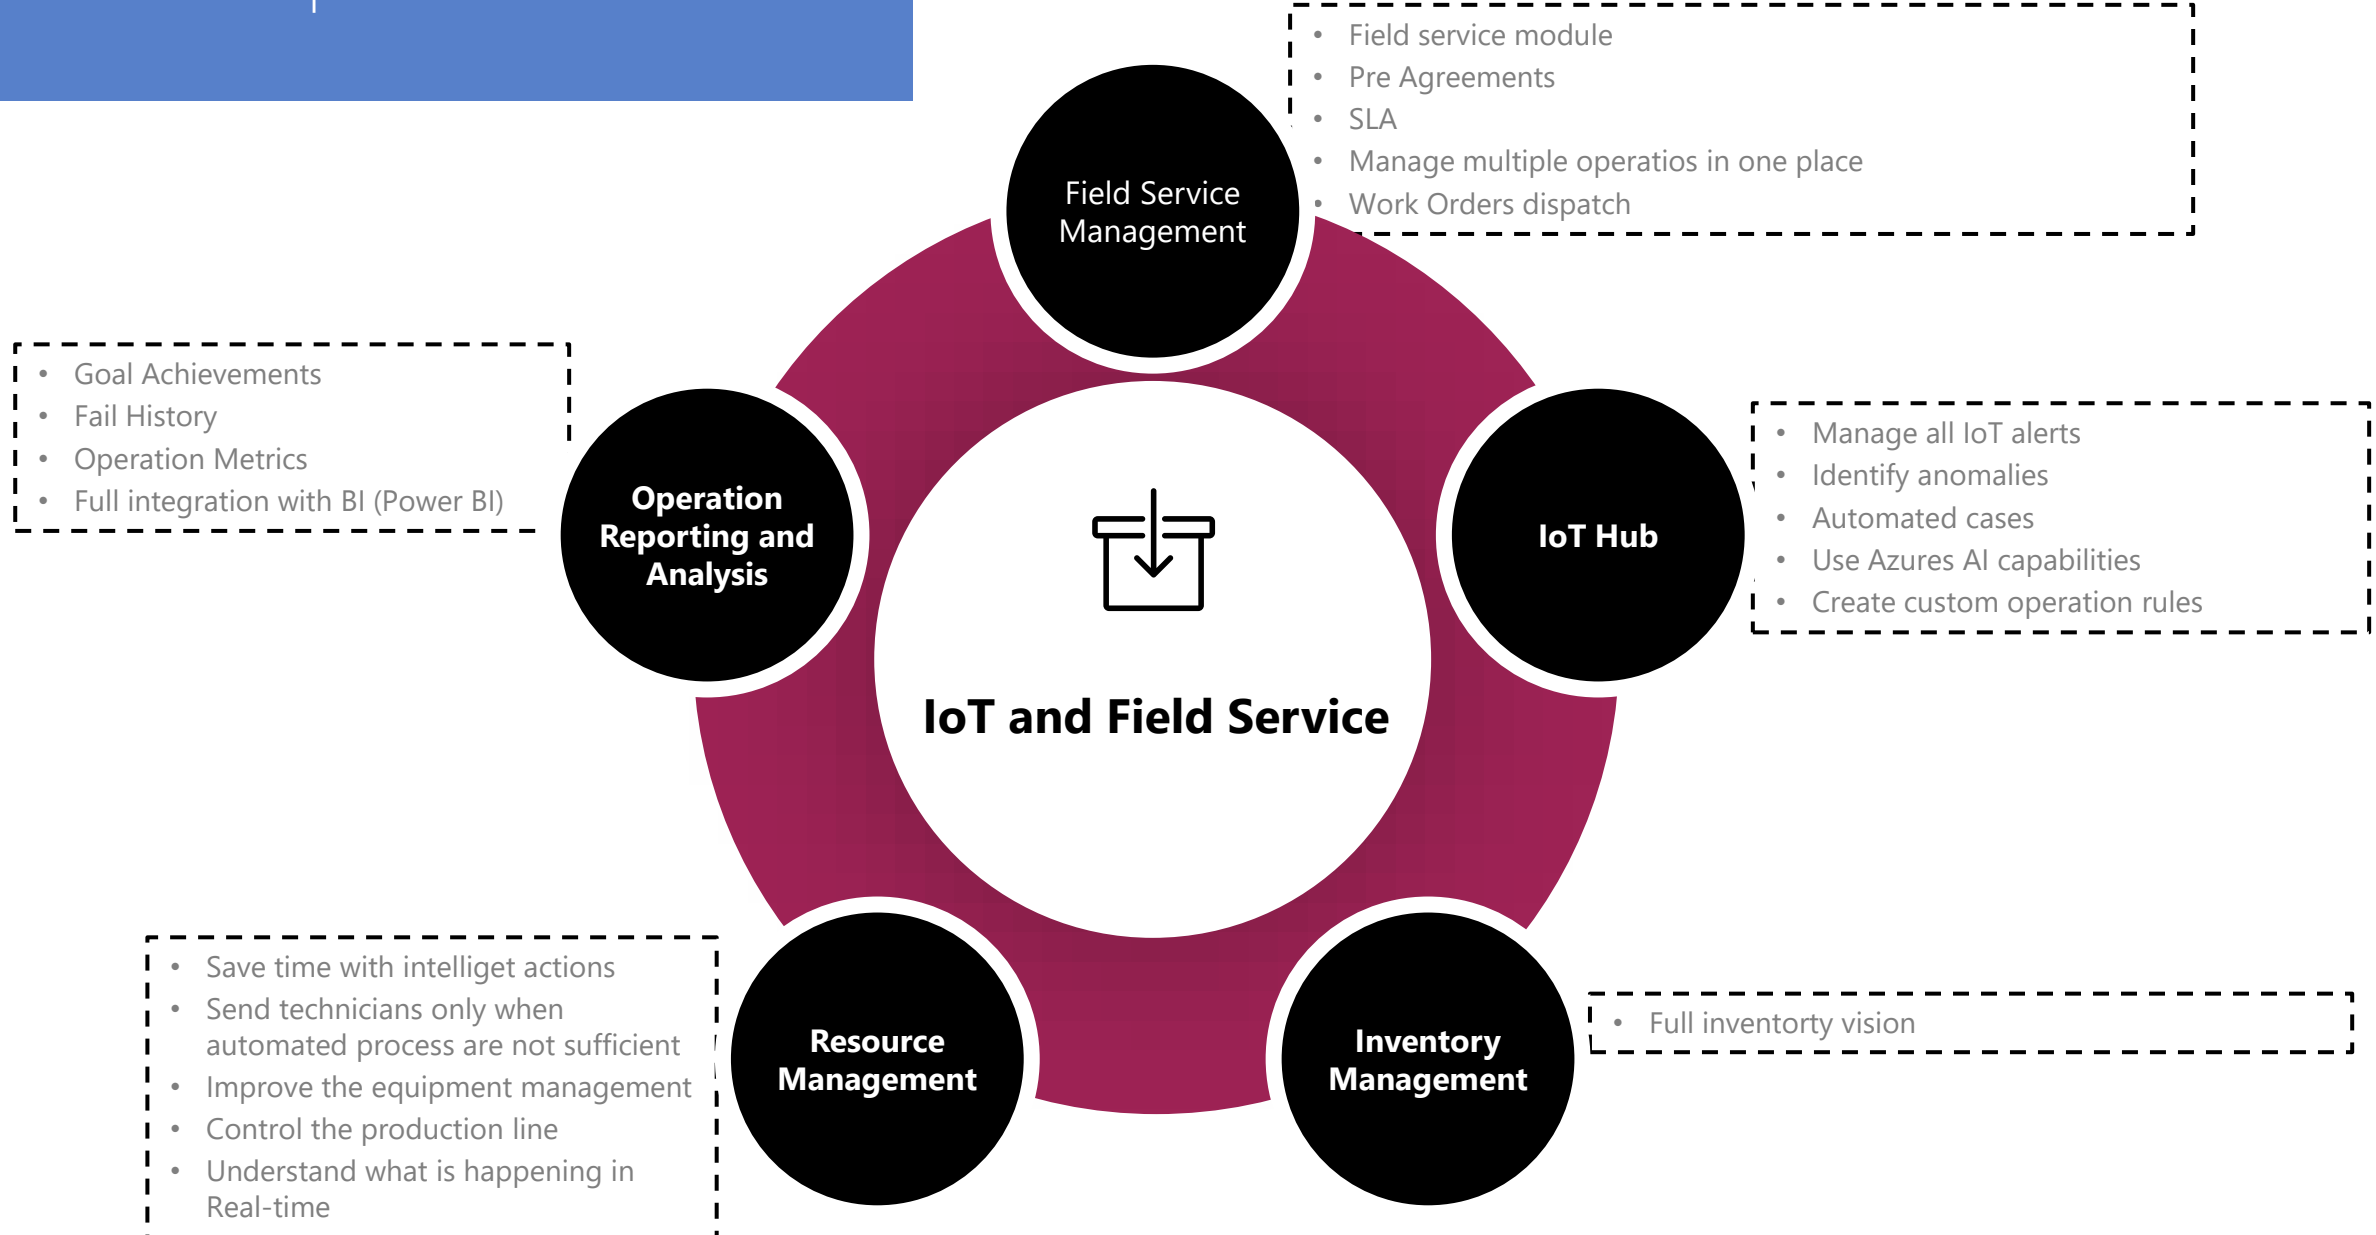 • Field service module
• Pre Agreements
• SLA
• Manage multiple operatios in one place
• Work Orders dispatch
Field Service
Management
• Goal Achievements
• Fail History
• Operation Metrics
• Full integration with BI (Power BI)
Operation
Reporting and
Analysis
IoT Hub
• Manage all IoT alerts
• Identify anomalies
• Automated cases
• Use Azures AI capabilities
• Create custom operation rules
IoT and Field Service
• Save time with intelliget actions
• Send technicians only when
automated process are not sufficient
• Improve the equipment management
• Control the production line
• Understand what is happening in
Real-time
Resource
Management
Inventory
Management
• Full inventorty vision